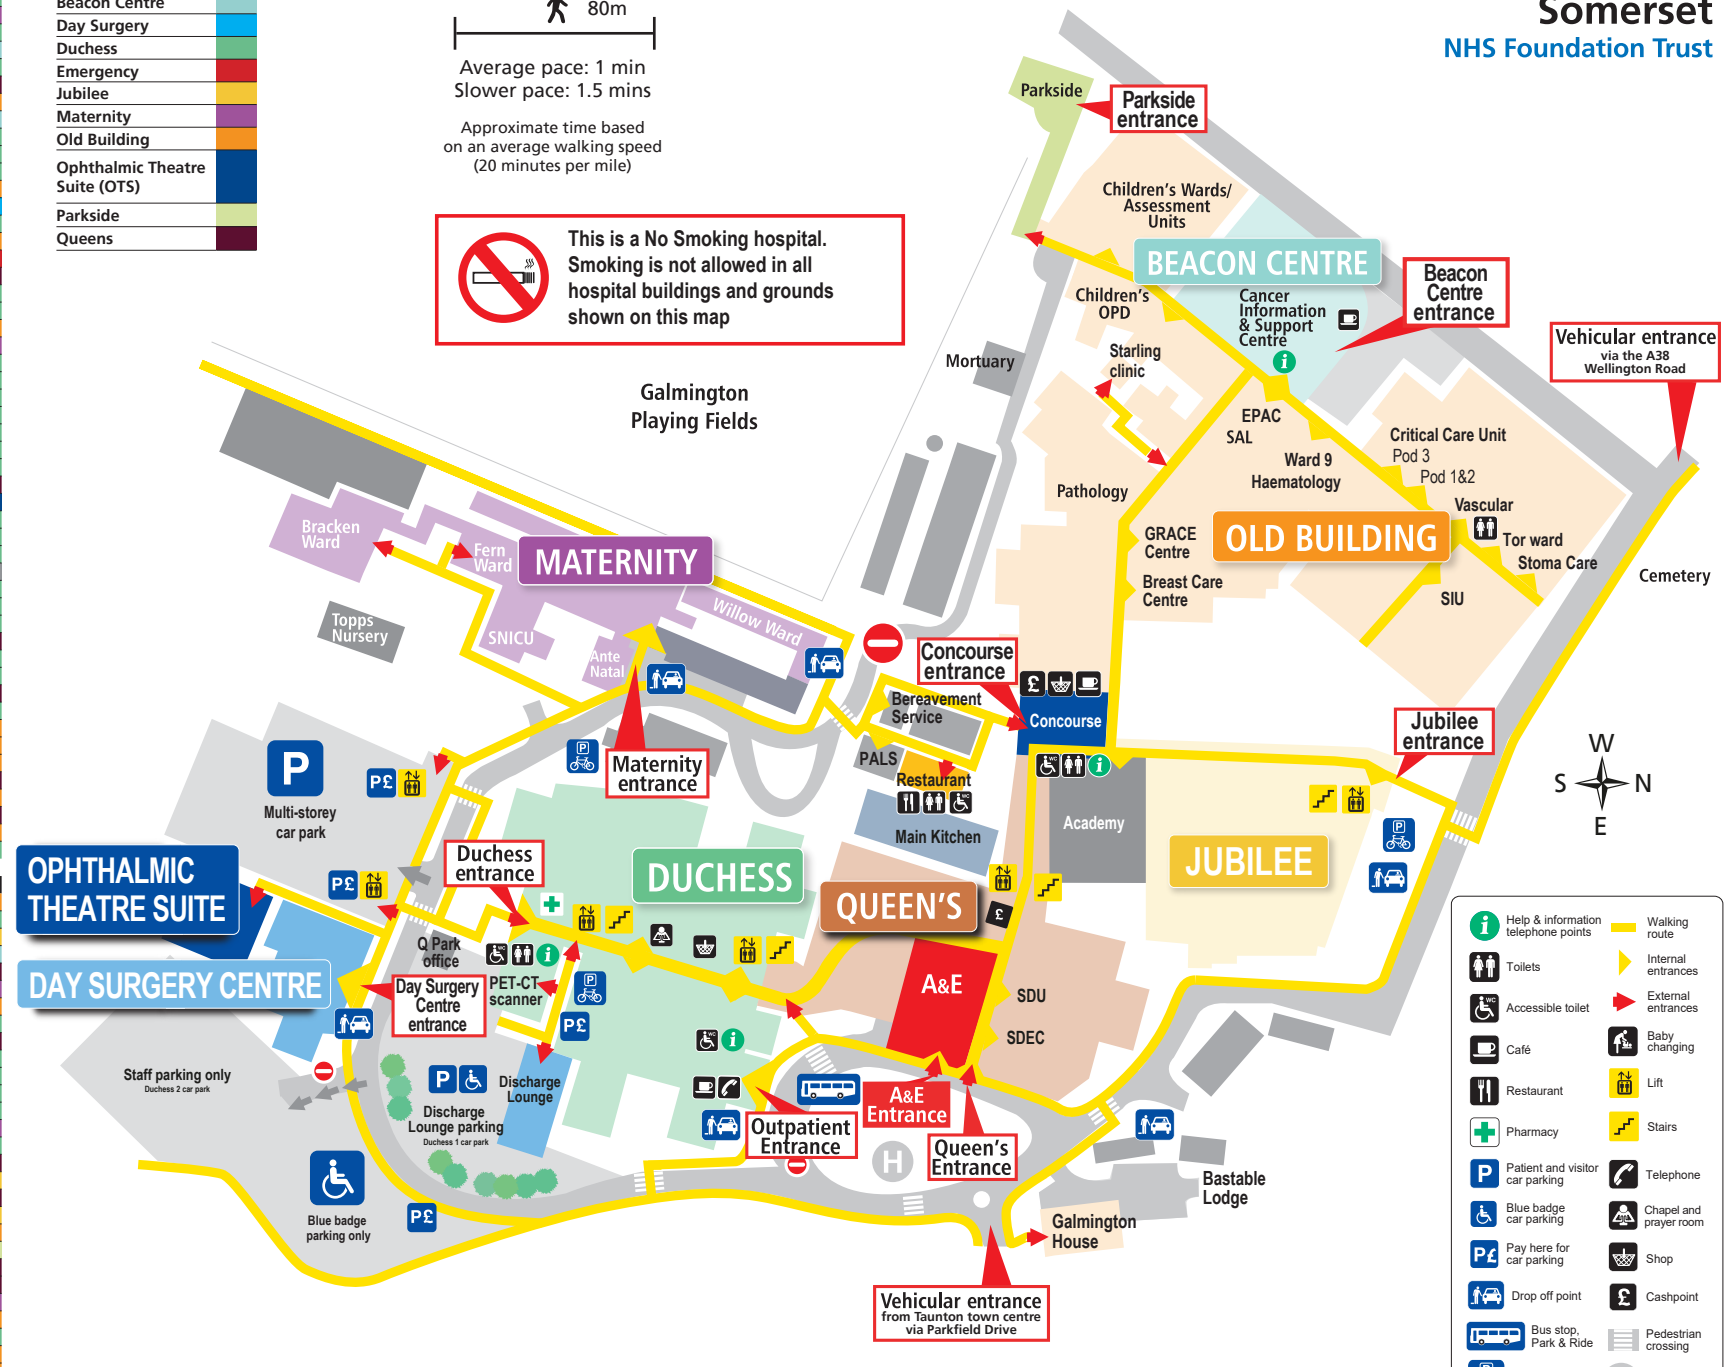 Beacon Centre
Day Surgery
Duchess
Emergency
Jubilee
Maternity
Old Building
Ophthalmic Theatre
Suite (OTS)
Parkside
Queens
80m
Average pace: 1 min
Slower pace: 1.5 mins
Approximate time based
on an average walking speed
(20 minutes per mile)
This is a No Smoking hospital.
Smoking is not allowed in all
hospital buildings and grounds
shown on this map
Somerset
NHS Foundation Trust
Parkside
Parkside
entrance
Children's Wards/
Assessment
Units
BEACON CENTRE
Beacon
Centre
entrance
Children's
OPD
Cancer
Information
& Support
Centre
i
Vehicular entrance
via the A38
Wellington Road
Mortuary
Starling
clinic
Galmington
Playing Fields
EPAC
SAL
Ward 9
Haematology
Critical Care Unit
Pod 3
Pod 1&2
Pathology
Vascular
Tor ward
Stoma Care
GRACE
Centre
OLD BUILDING
Breast Care
Centre
SIU
Cemetery
Bracken
Ward
Fern
Ward
MATERNITY
Topps
Nursery
SNICU
Willow Ward
Ante
Natal
Concourse
entrance
£
Bereavement
Service
Concourse
Jubilee
entrance
W
S
N
E
P
P
Maternity
entrance
PALS
Restaurant
WC
i
WC
P£
Multi-storey
car park
Main Kitchen
Academy
P
OPHTHALMIC
THEATRE SUITE
Duchess
entrance
P£
DUCHESS
QUEEN'S
£
JUBILEE
Q Park
office
WC
i
A&E
DAY SURGERY CENTRE
Day Surgery
Centre
entrance
PET-CT
scanner
P
P£
SDU
SDEC
WC
i
Staff parking only
Duchess 2 car park
P
Discharge
Lounge
Discharge
Lounge parking
Duchess 1 car park
A&E
Entrance
Outpatient
Entrance
H
Queen's
Entrance
Bastable
Lodge
Blue badge
parking only
P£
Galmington
House
Vehicular entrance
from Taunton town centre
via Parkfield Drive
i
Help & information
telephone points
Walking
route
Toilets
Internal
entrances
WC
Accessible toilet
External
entrances
Café
Baby
changing
Restaurant
Lift
Pharmacy
Stairs
P
Patient and visitor
car parking
Telephone
Blue badge
car parking
Chapel and
prayer room
P£
Pay here for
car parking
Shop
Drop off point
£
Cashpoint
Bus stop,
Park & Ride
Pedestrian
crossing